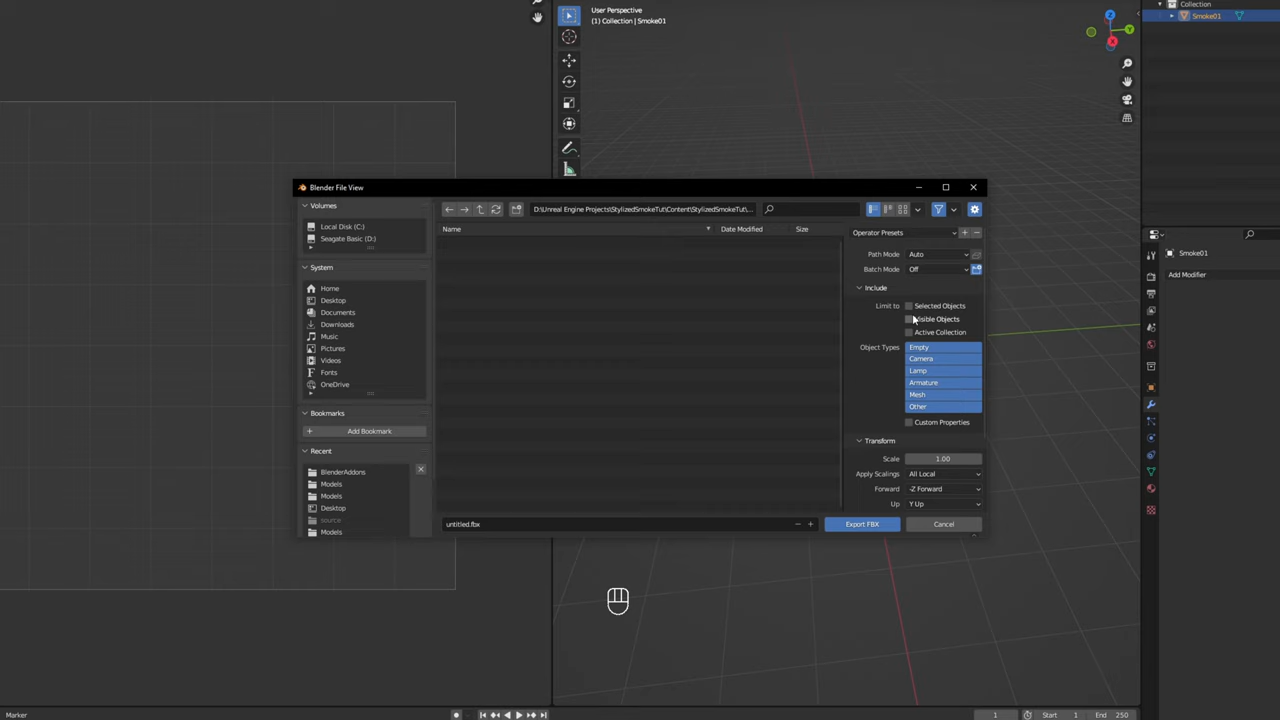 User Perspective
(1) Collection | Smoke01
Z
Y
X
Collection
Smoke01
Blender File View
Volumes
Local Disk (C:)
Seagate Basic (D:)
System
Home
Desktop
Documents
Downloads
Music
Pictures
Videos
Fonts
OneDrive
Bookmarks
Add Bookmark
Recent
BlenderAddons
Models
Models
Desktop
source
Models
D:\Unreal Engine Projects\StylizedSmokeTut\Content\StylizedSmokeTut\...
Name
Date Modified
Size
untitled.fbx
Operator Presets
Path Mode Auto
Batch Mode Off
Include
Limit to Selected Objects
Visible Objects
Active Collection
Object Types Empty
Camera
Lamp
Armature
Mesh
Other
Custom Properties
Transform
Scale 1.00
Apply Scalings All Local
Forward -Z Forward
Up Y Up
Export FBX
Cancel
Smoke01
Add Modifier
Marker
1
Start 1
End 250